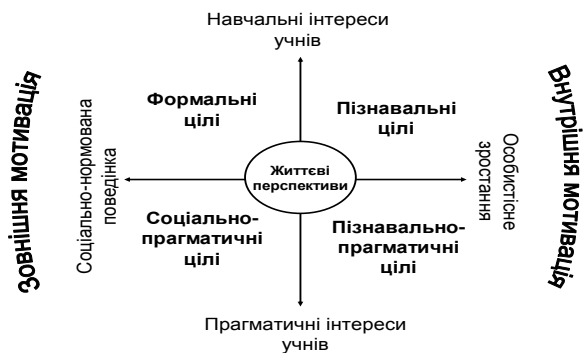 Навчальні інтереси
учнів
Зовнішня мотивація
Соціально-нормована
поведінка
Формальні
цілі
Пізнавальні
цілі
Життєві
перспективи
Соціально-
прагматичні
цілі
Пізнавально-
прагматичні
цілі
Особистісне
зростання
Внутрішня мотивація
Прагматичні інтереси
учнів